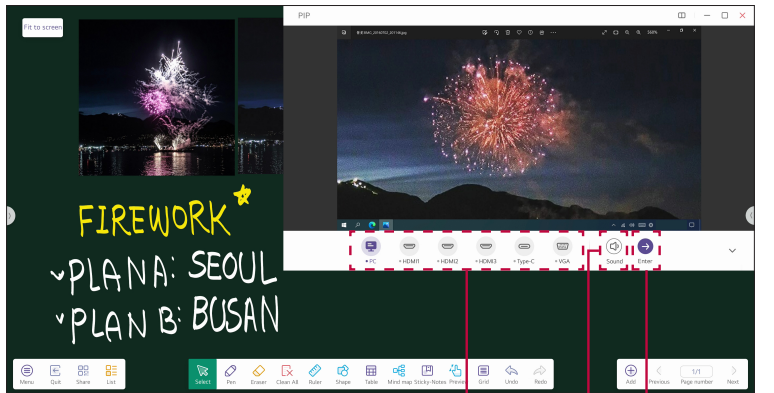 Fit to screen
PIP
560%
FIREWORK
PLAN A: SEOUL
PLAN B: BUSAN
PC
HDMI1
HDMI2
HDMI3
Type-C
VGA
Sound
Enter
Menu
Quit
Share
List
Select
Pen
Eraser
Clean All
Ruler
Shape
Table
Mind map
Sticky-Notes
Preview
Grid
Undo
Redo
Add
Previous
1/1
Page number
Next